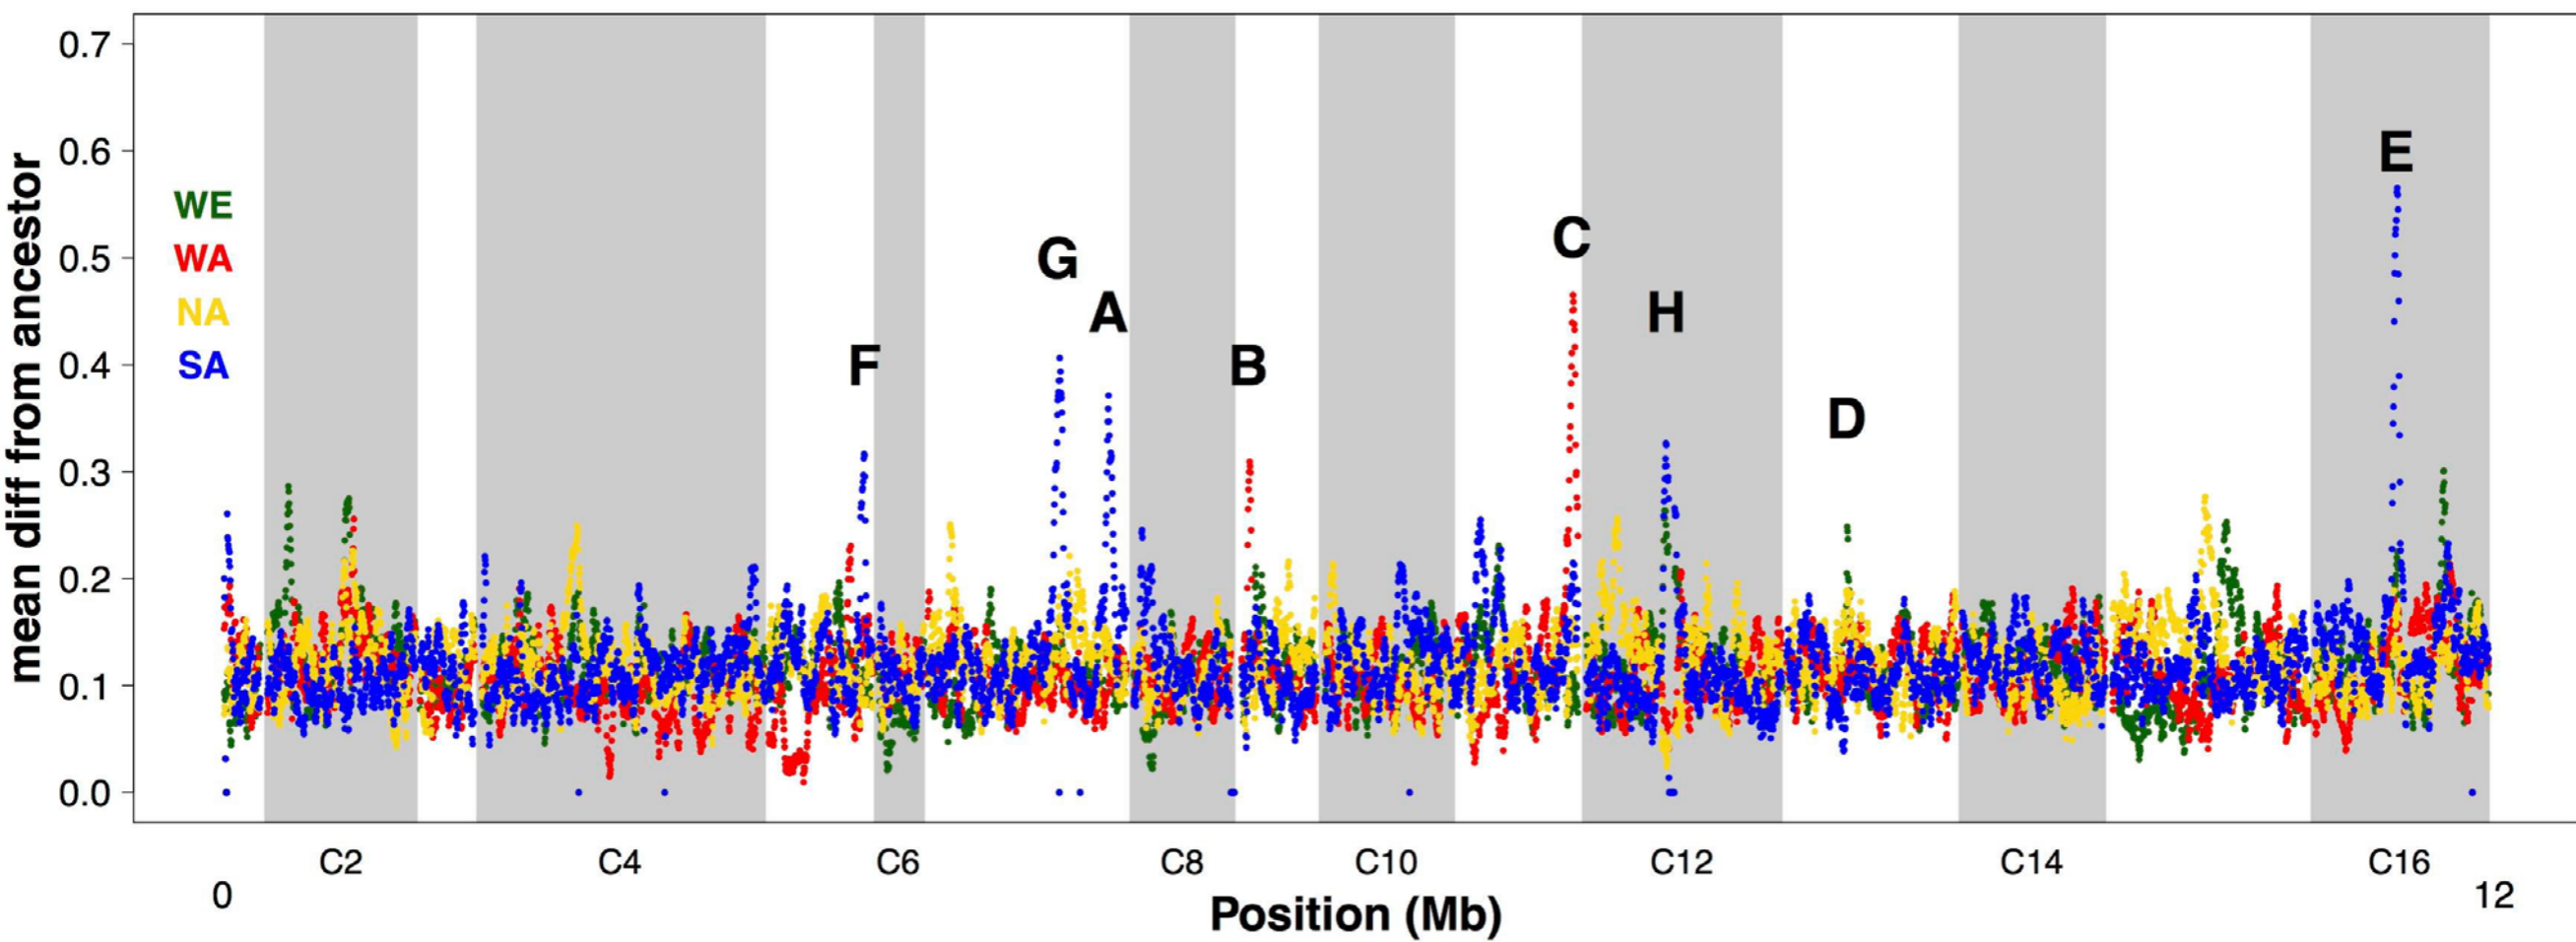 mean diff from ancestor
0.7
0.6
0.5
0.4
0.3
0.2
0.1
0.0
WE
WA
NA
SA
F
G
A
B
C
H
D
E
C2 C4 C6 C8 C10 C12 C14 C16
0 12
Position (Mb)